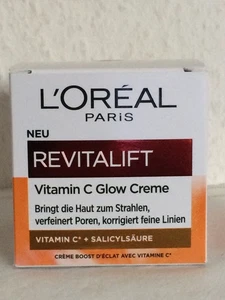 L'ORÉAL
PARIS
NEU
REVITALIFT
Vitamin C Glow Creme
Bringt die Haut zum Strahlen,
verfeinert Poren, korrigiert feine Linien
VITAMIN C* + SALICYLSÄURE
CRÈME BOOST D'ÉCLAT AVEC VITAMINE C*